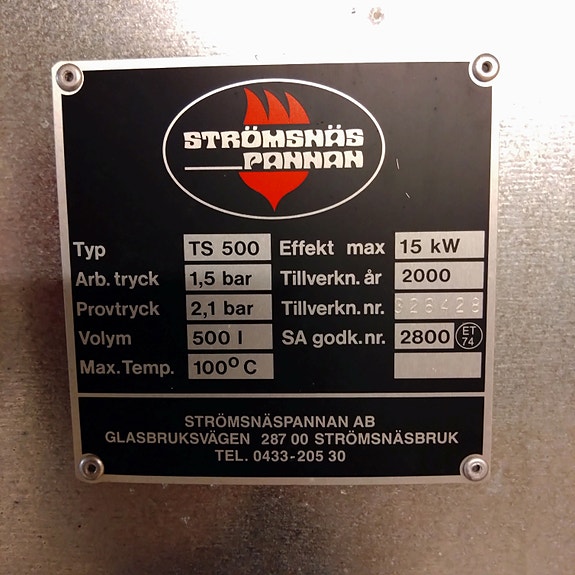 STRÖMSNÄS
PANNAN
Typ TS 500 Effekt max 15 kW
Arb. tryck 1,5 bar Tillverkn. år 2000
Provtryck 2,1 bar Tillverkn. nr. 326428
Volym 500 l SA godk. nr. 2800 ET 74
Max. Temp. 100° C
STRÖMSNÄSPANNAN AB
GLASBRUKSVÄGEN 287 00 STRÖMSNÄSBRUK
TEL. 0433-205 30